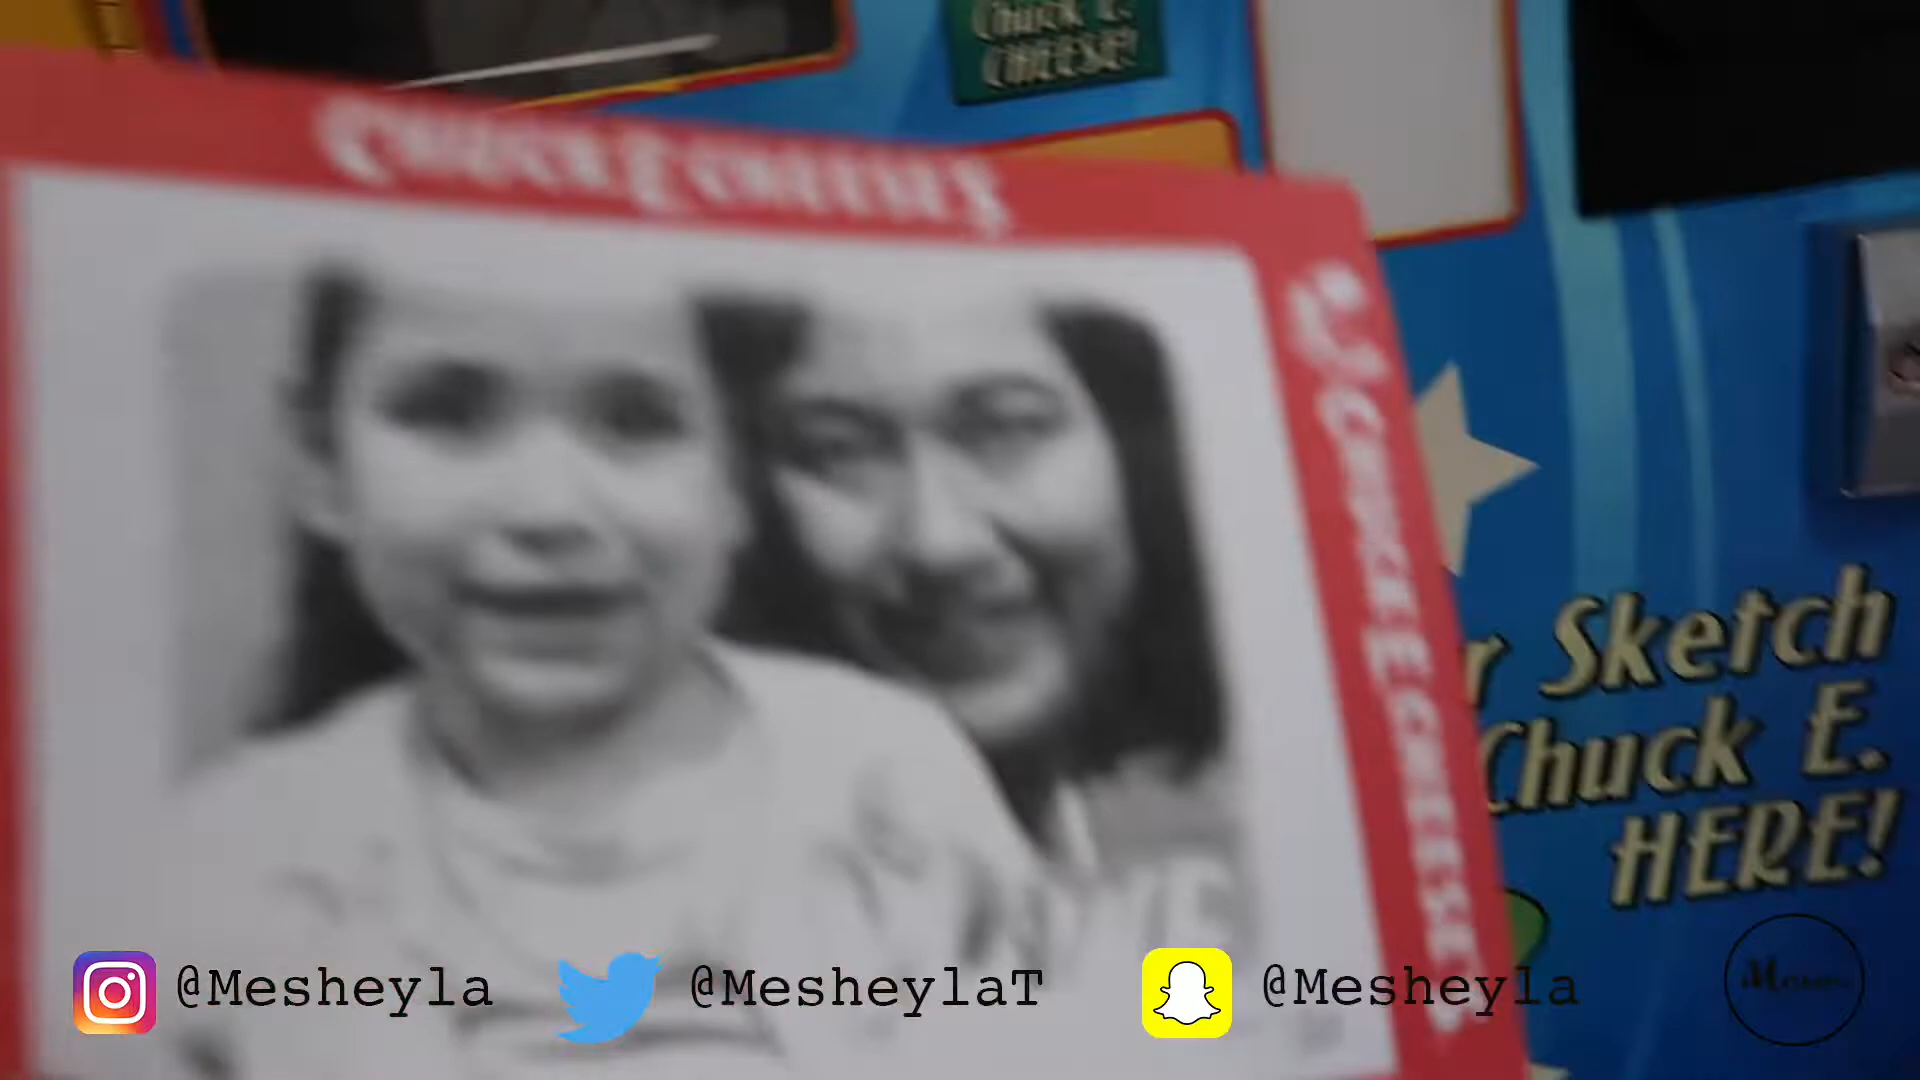 Chuck E.
CHEESE!
CHUCK E. CHEESE'S
CHUCK E. CHEESE'S
Sketch
Chuck E.
HERE!
@Mesheyla
@MesheylaT
@Mesheyla